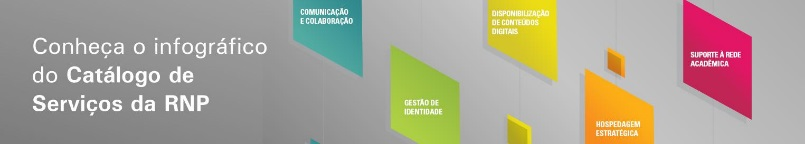 Conheça o infográfico
do Catálogo de
Serviços da RNP
COMUNICAÇÃO
E COLABORAÇÃO
GESTÃO DE
IDENTIDADE
DISPONIBILIZAÇÃO
DE CONTEÚDOS
DIGITAIS
HOSPEDAGEM
ESTRATÉGICA
SUPORTE À REDE
ACADÊMICA